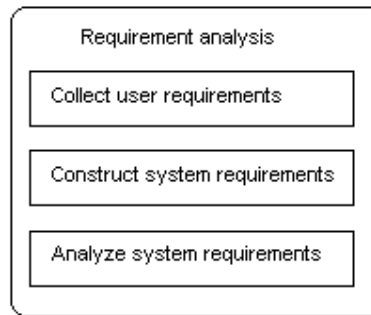 Requirement analysis
Collect user requirements
Construct system requirements
Analyze system requirements